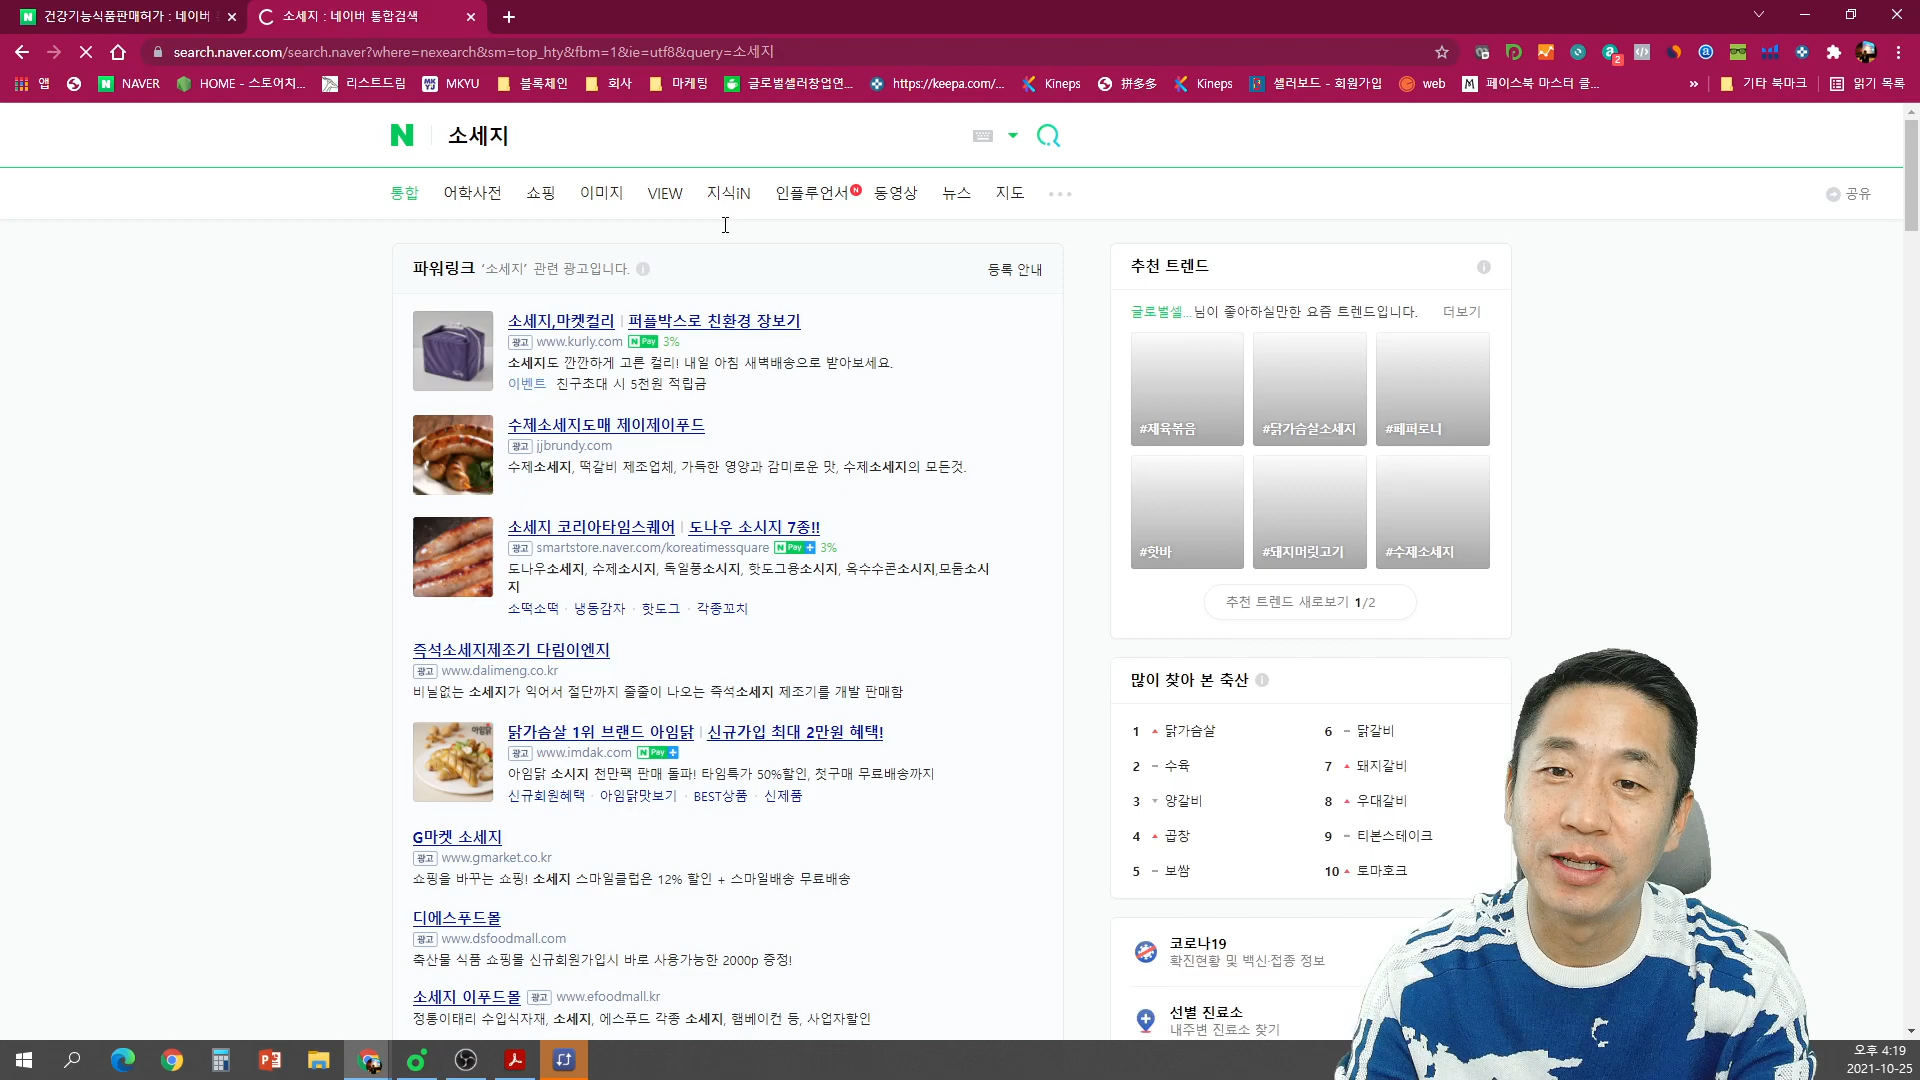 건강기능식품판매허가 : 네이버
소세지 : 네이버 통합검색
search.naver.com/search.naver?where=nexearch&sm=top_hty&fbm=1&ie=utf8&query=소세지
앱
NAVER
HOME - 스토어치...
리스트드림
MKYU
블록체인
회사
마케팅
글로벌셀러창업연...
https://keepa.com/...
Kineps
拼多多
Kineps
셀러보드 - 회원가입
web
페이스북 마스터 클...
기타 북마크
읽기 목록
소세지
통합 어학사전 쇼핑 이미지 VIEW 지식iN 인플루언서 동영상 뉴스 지도
공유
파워링크 '소세지' 관련 광고입니다.
등록 안내
소세지,마켓컬리 퍼플박스로 친환경 장보기
광고 www.kurly.com N Pay 3%
소세지도 깐깐하게 고른 컬리! 내일 아침 새벽배송으로 받아보세요.
이벤트 친구초대 시 5천원 적립금
수제소세지도매 제이제이푸드
광고 jjbrundy.com
수제소세지, 떡갈비 제조업체, 가득한 영양과 감미로운 맛, 수제소세지의 모든것.
소세지 코리아타임스퀘어 도나우 소시지 7종!!
광고 smartstore.naver.com/koreatimessquare N Pay + 3%
도나우소세지, 수제소시지, 독일풍소시지, 핫도그용소시지, 옥수수콘소시지,모둠소시
지
소떡소떡 · 냉동감자 · 핫도그 · 각종꼬치
즉석소세지제조기 다림이엔지
광고 www.dalimeng.co.kr
비닐없는 소세지가 익어서 절단까지 줄줄이 나오는 즉석소세지 제조기를 개발 판매함
아임닭
닭가슴살 1위 브랜드 아임닭 신규가입 최대 2만원 혜택!
광고 www.imdak.com N Pay +
아임닭 소시지 천만팩 판매 돌파! 타임특가 50%할인, 첫구매 무료배송까지
신규회원혜택 · 아임닭맛보기 · BEST상품 · 신제품
G마켓 소세지
광고 www.gmarket.co.kr
쇼핑을 바꾸는 쇼핑! 소세지 스마일클럽은 12% 할인 + 스마일배송 무료배송
디에스푸드몰
광고 www.dsfoodmall.com
축산물 식품 쇼핑몰 신규회원가입시 바로 사용가능한 2000p 증정!
소세지 이푸드몰 광고 www.efoodmall.kr
정통이태리 수입식자재, 소세지, 에스푸드 각종 소세지, 햄베이컨 등, 사업자할인
추천 트렌드
글로벌셀...님이 좋아하실만한 요즘 트렌드입니다. 더보기
#제육볶음 #닭가슴살소세지 #페퍼로니
#핫바 #돼지머릿고기 #수제소세지
추천 트렌드 새로보기 1/2
많이 찾아 본 축산
1 닭가슴살
2 수육
3 양갈비
4 곱창
5 보쌈
6 닭갈비
7 돼지갈비
8 우대갈비
9 티본스테이크
10 토마호크
코로나19
확진현황 및 백신·접종 정보
선별 진료소
내주변 진료소 찾기
오후 4:19
2021-10-25